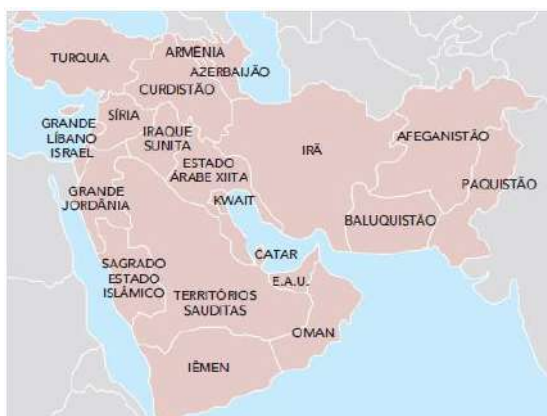 TURQUIA
ARMÊNIA
AZERBAIJÃO
CURDISTÃO
SÍRIA
GRANDE
LÍBANO
ISRAEL
IRAQUE
SUNITA
IRÃ
AFEGANISTÃO
ESTADO
ÁRABE XIITA
PAQUISTÃO
GRANDE
JORDÂNIA
KWAIT
BALUQUISTÃO
CATAR
SAGRADO
ESTADO
ISLÂMICO
E.A.U.
TERRITÓRIOS
SAUDITAS
OMAN
IÊMEN